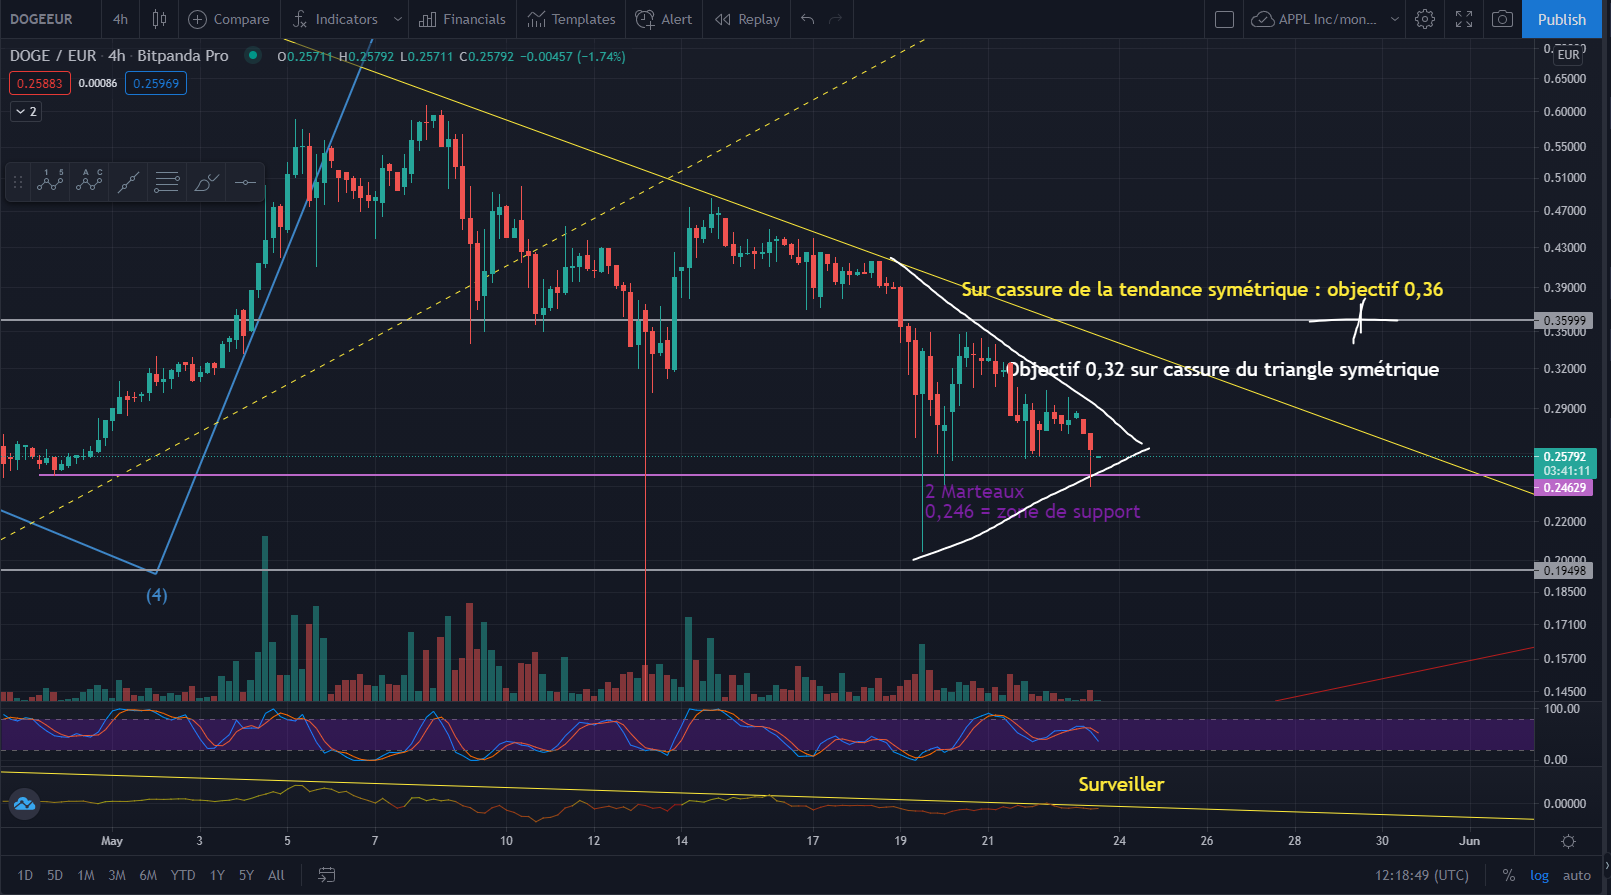 DOGEEUR 4h Compare Indicators Financials Templates Alert Replay APPL Inc/mon... Publish
DOGE / EUR · 4h · Bitpanda Pro O0.25711 H0.25792 L0.25711 C0.25792 −0.00457 (−1.74%)
EUR
0.25883 0.00086 0.25969
2
0.65000
0.60000
0.55000
0.51000
0.47000
0.43000
0.39000
Sur cassure de la tendance symétrique : objectif 0,36
0.35999
0.35000
Objectif 0,32 sur cassure du triangle symétrique
0.32000
0.29000
0.25792
03:41:11
0.24629
2 Marteaux
0,246 = zone de support
0.22000
0.20000
0.19498
0.18500
(4)
0.17100
0.15700
0.14500
100.00
0.00
Surveiller
0.00000
May 3 5 7 10 12 14 17 19 21 24 26 28 30 Jun
1D 5D 1M 3M 6M YTD 1Y 5Y All 12:18:49 (UTC) % log auto